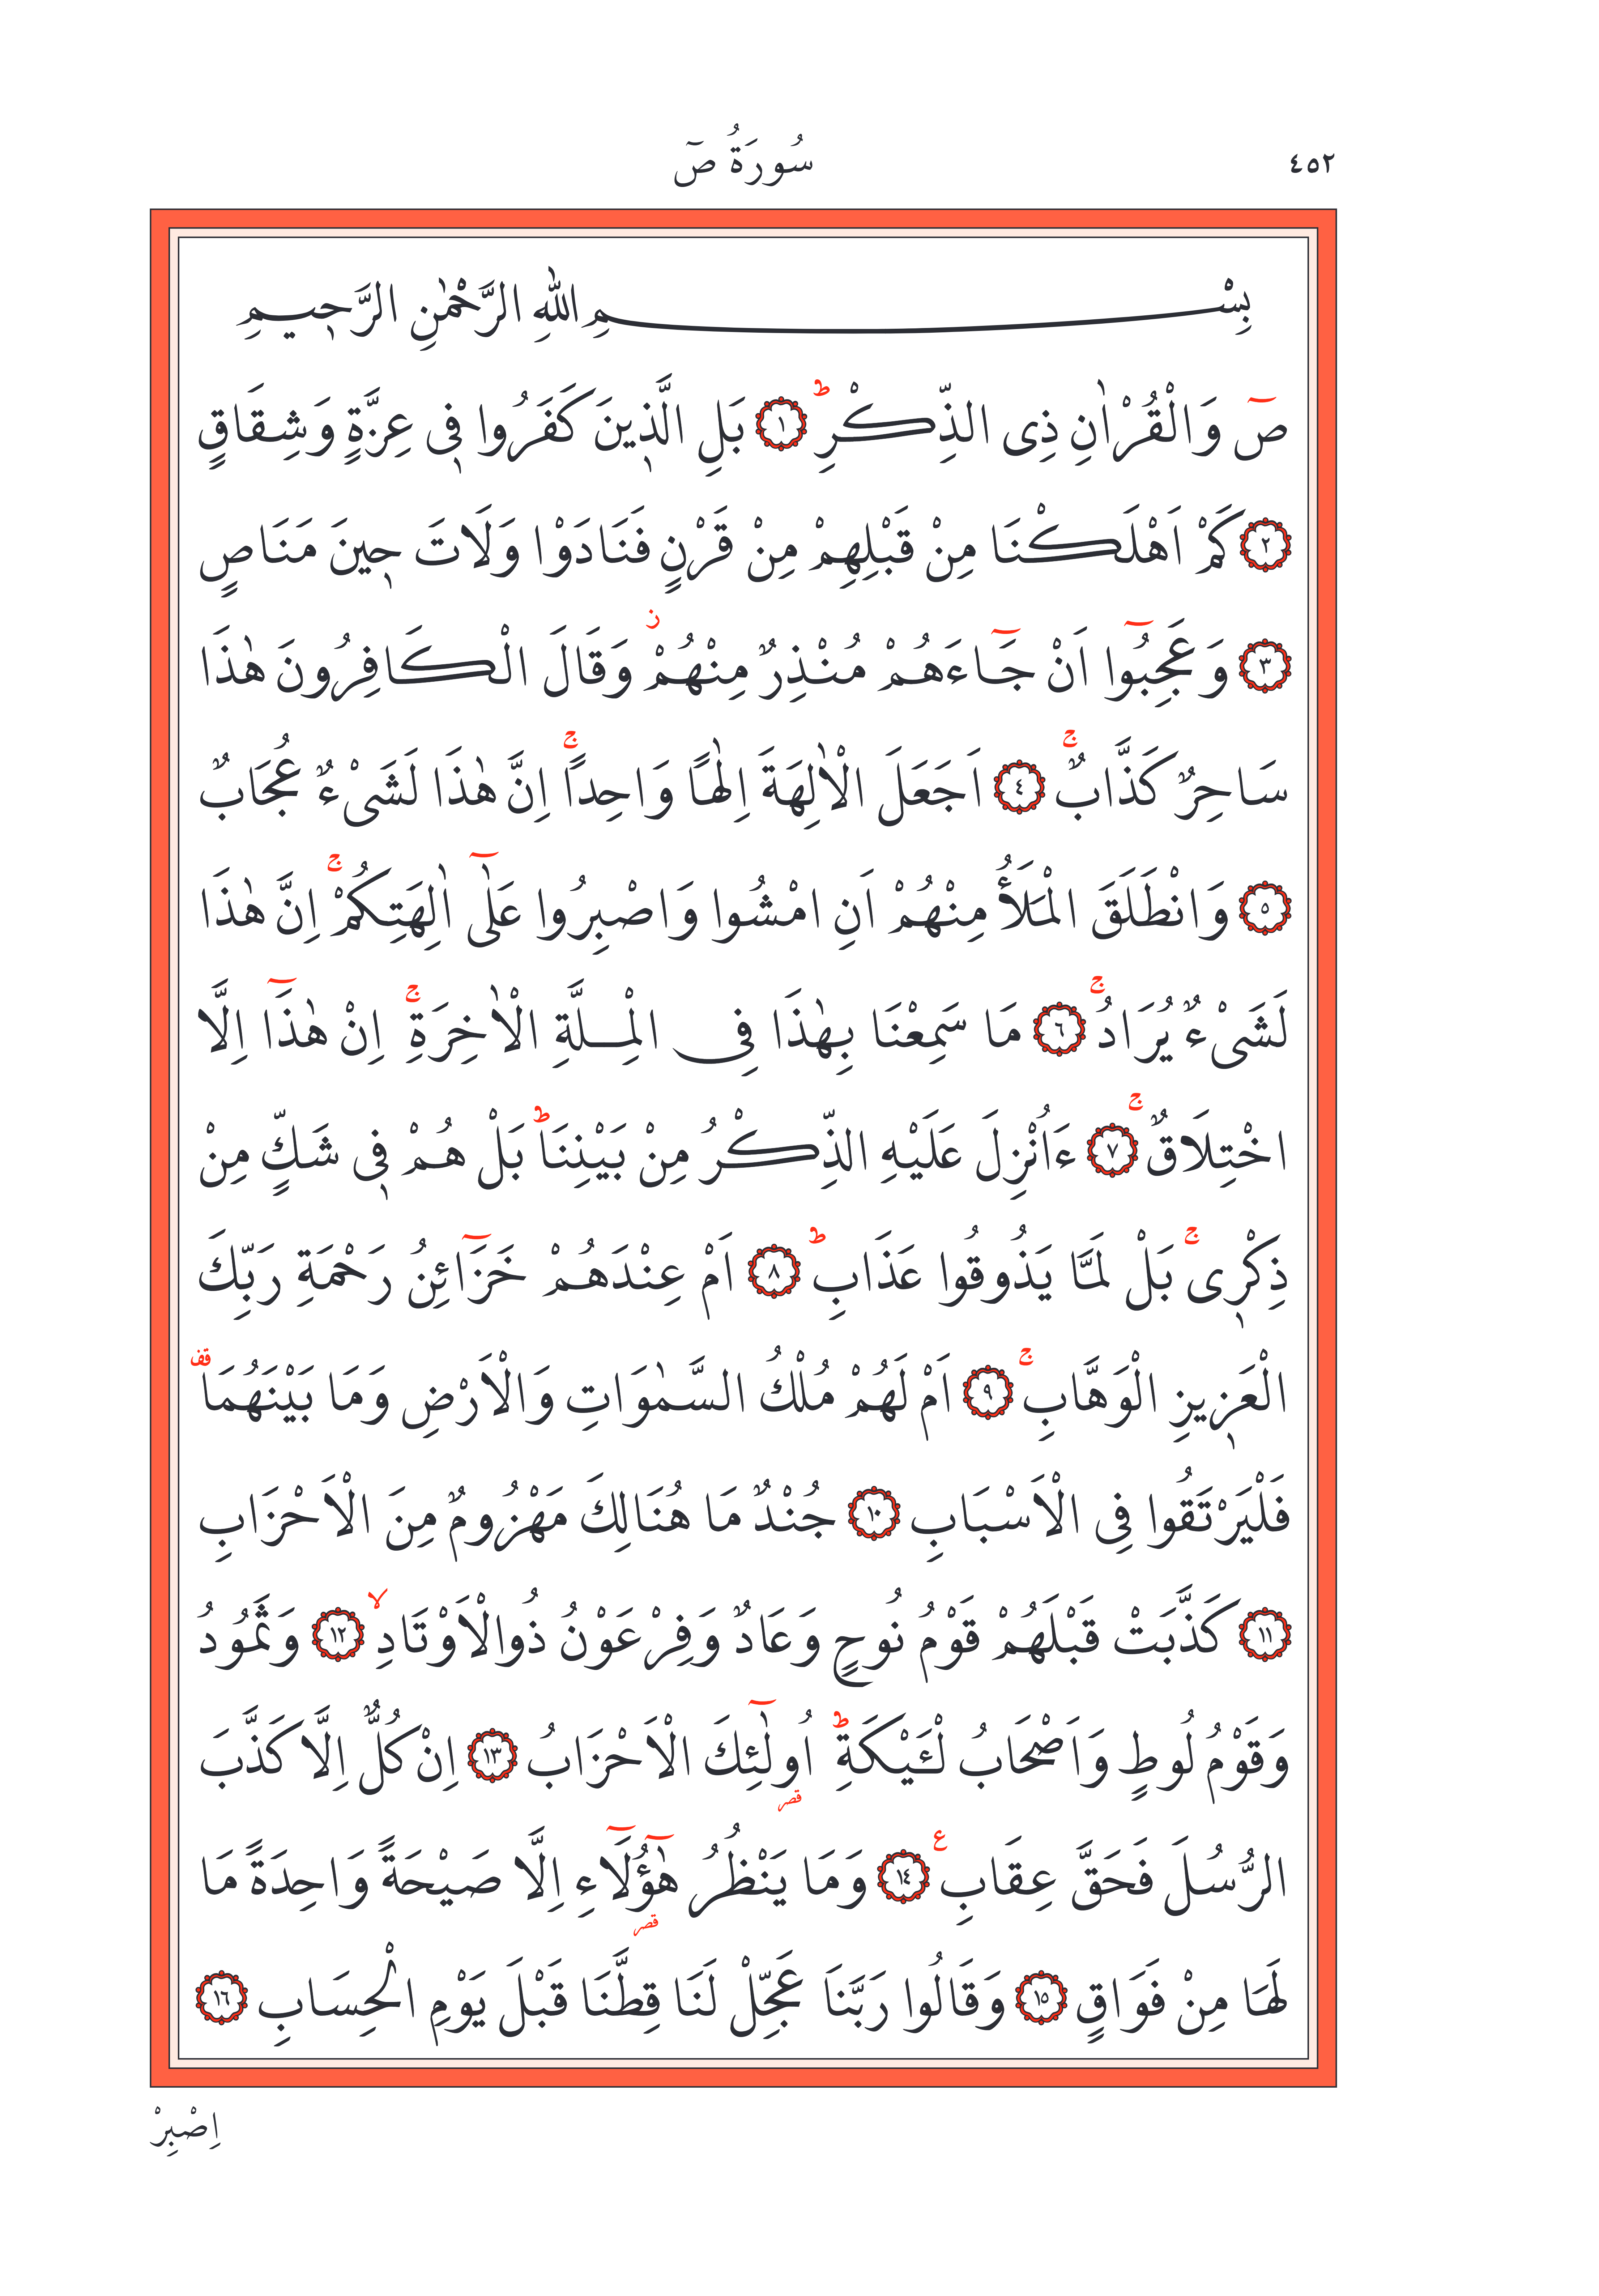 ٤٥٢
سُورَةُ صٓ
بِسْمِ اللّٰهِ الرَّحْمٰنِ الرَّحٖيمِ
صٓ وَالْقُرْاٰنِ ذِى الذِّكْرِؕ ١ بَلِ الَّذٖينَ كَفَرُوا فٖى عِزَّةٍ وَشِقَاقٍ
٢ كَمْ اَهْلَكْنَا مِنْ قَبْلِهِمْ مِنْ قَرْنٍ فَنَادَوْا وَلَاتَ حٖينَ مَنَاصٍ
٣ وَعَجِبُٓوا اَنْ جَٓاءَهُمْ مُنْذِرٌ مِنْهُمْؗ وَقَالَ الْكَافِرُونَ هٰذَا
سَاحِرٌ كَذَّابٌۚ ٤ اَجَعَلَ الْاٰلِهَةَ اِلٰهًا وَاحِدًاۚ اِنَّ هٰذَا لَشَىْءٌ عُجَابٌ
٥ وَانْطَلَقَ الْمَلَأُ مِنْهُمْ اَنِ امْشُوا وَاصْبِرُوا عَلٰٓى اٰلِهَتِكُمْۚ اِنَّ هٰذَا
لَشَىْءٌ يُرَادُۚ ٦ مَا سَمِعْنَا بِهٰذَا فِى الْمِلَّةِ الْاٰخِرَةِۚ اِنْ هٰذَٓا اِلَّا
اخْتِلَاقٌۚ ٧ ءَاُنْزِلَ عَلَيْهِ الذِّكْرُ مِنْ بَيْنِنَاؕ بَلْ هُمْ فٖى شَكٍّ مِنْ
ذِكْرٖىۚ بَلْ لَمَّا يَذُوقُوا عَذَابِؕ ٨ اَمْ عِنْدَهُمْ خَزَٓائِنُ رَحْمَةِ رَبِّكَ
الْعَزٖيزِ الْوَهَّابِۚ ٩ اَمْ لَهُمْ مُلْكُ السَّمٰوَاتِ وَالْاَرْضِ وَمَا بَيْنَهُمَا قف
فَلْيَرْتَقُوا فِى الْاَسْبَابِ ١٠ جُنْدٌ مَا هُنَالِكَ مَهْزُومٌ مِنَ الْاَحْزَابِ
١١ كَذَّبَتْ قَبْلَهُمْ قَوْمُ نُوحٍ وَعَادٌ وَفِرْعَوْنُ ذُوالْاَوْتَادِۙ ١٢ وَثَمُودُ
وَقَوْمُ لُوطٍ وَاَصْحَابُ لْـَٔيْكَةِؕ اُولٰٓئِكَ الْاَحْزَابُ ١٣ اِنْ كُلٌّ اِلَّا كَذَّبَ
قصر
الرُّسُلَ فَحَقَّ عِقَابِ ع ١٤ وَمَا يَنْظُرُ هٰٓؤُلَٓاءِ اِلَّا صَيْحَةً وَاحِدَةً مَا
قصر
لَهَا مِنْ فَوَاقٍ ١٥ وَقَالُوا رَبَّنَا عَجِّلْ لَنَا قِطَّنَا قَبْلَ يَوْمِ الْحِسَابِ ١٦
اِصْبِرْ